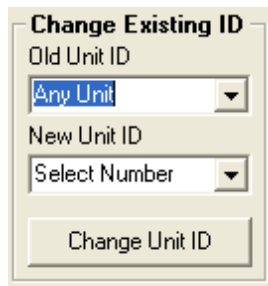 Change Existing ID
Old Unit ID
Any Unit
New Unit ID
Select Number
Change Unit ID